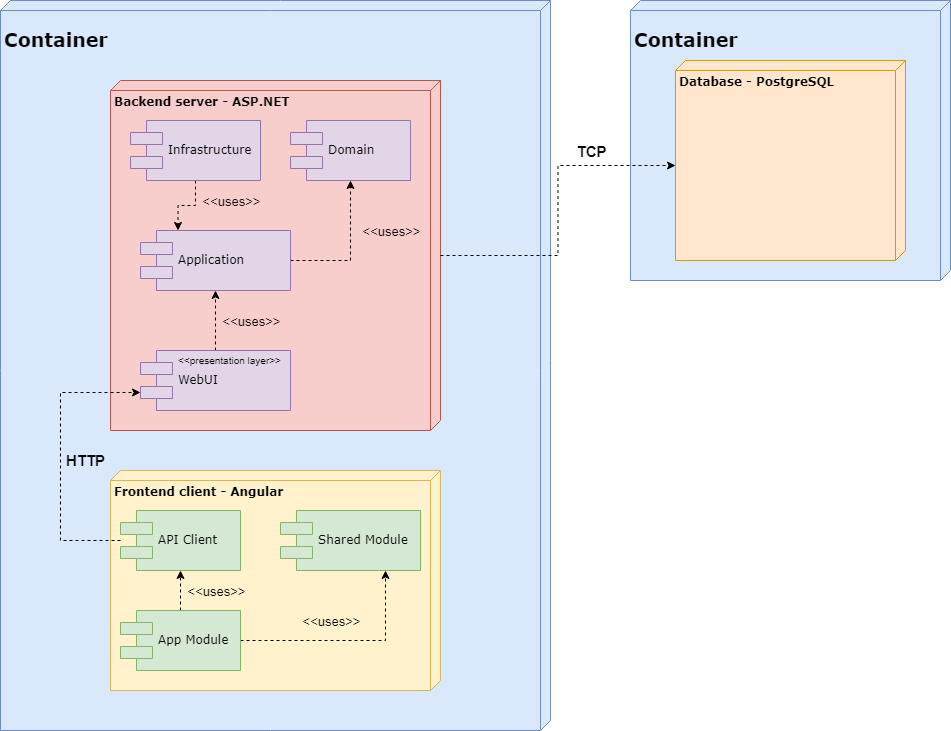 Container
Backend server - ASP.NET
Infrastructure
Domain
<<uses>>
<<uses>>
Application
<<uses>>
<<presentation layer>>
WebUI
HTTP
Frontend client - Angular
API Client
Shared Module
<<uses>>
<<uses>>
App Module
TCP
Container
Database - PostgreSQL